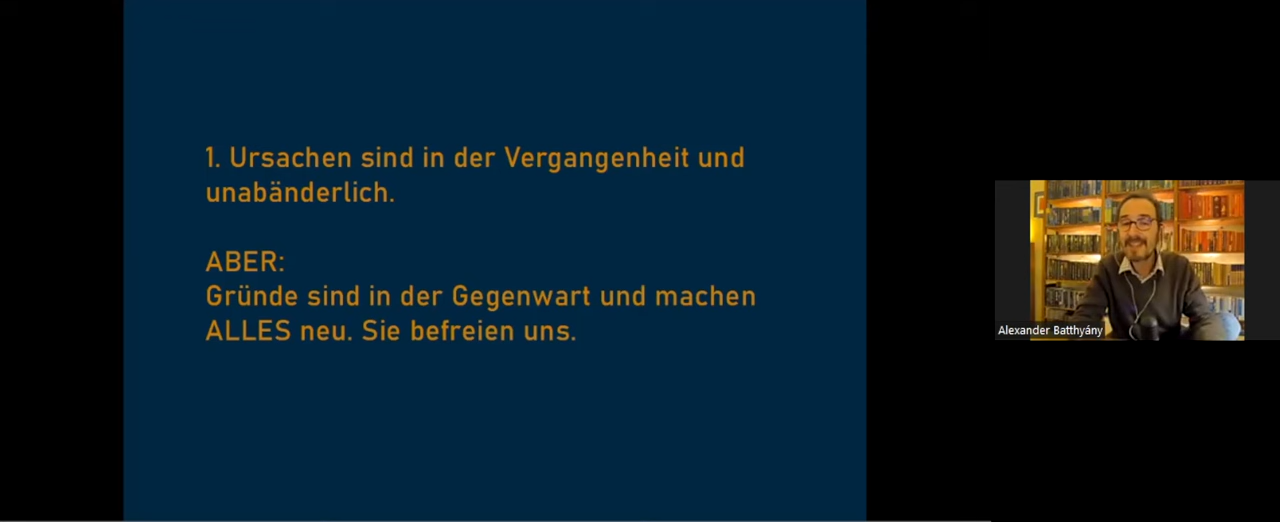 1. Ursachen sind in der Vergangenheit und
unabänderlich.
ABER:
Gründe sind in der Gegenwart und machen
ALLES neu. Sie befreien uns.
Alexander Batthyány